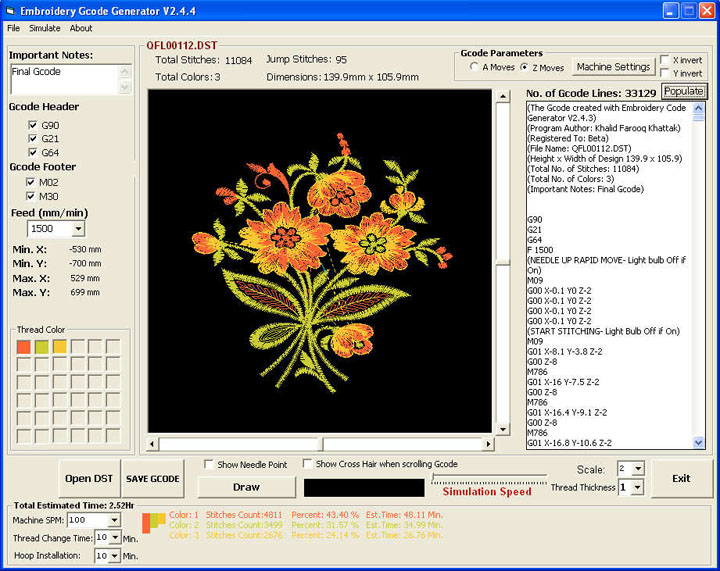 Embroidery Gcode Generator V2.4.4
File Simulate About
Important Notes:
Final Gcode
Gcode Header
G90
G21
G64
Gcode Footer
M02
M30
Feed (mm/min)
1500
Min. X: -530 mm
Min. Y: -700 mm
Max. X: 529 mm
Max. Y: 699 mm
Thread Color
QFL00112.DST
Total Stitches: 11084 Jump Stitches: 95
Total Colors: 3 Dimensions: 139.9mm x 105.9mm
Gcode Parameters
A Moves Z Moves Machine Settings
X invert
Y invert
No. of Gcode Lines: 33129 Populate
(The Gcode created with Embroidery Code
Generator V2.4.3)
(Program Author: Khalid Farooq Khattak)
(Registered To: Beta)
(File Name: QFL00112.DST)
(Height x Width of Design 139.9 x 105.9)
(Total No. of Stitches: 11084)
(Total No. of Colors: 3)
(Important Notes: Final Gcode)
G90
G21
G64
F 1500
(NEEDLE UP RAPID MOVE- Light bulb Off if
On)
M09
G00 X-0.1 Y0 Z-2
G00 X-0.1 Y0 Z-2
G00 X-0.1 Y0 Z-2
G00 X-0.1 Y0 Z-2
(START STITCHING- Light Bulb Off if On)
M09
G01 X-8.1 Y-3.8 Z-2
G00 Z-8
M786
G01 X-16 Y-7.5 Z-2
G00 Z-8
M786
G01 X-16.4 Y-9.1 Z-2
G00 Z-8
M786
G01 X-16.8 Y-10.6 Z-2
Open DST SAVE GCODE
Show Needle Point Show Cross Hair when scrolling Gcode
Draw
Simulation Speed
Scale: 2
Thread Thickness 1
Exit
Total Estimated Time: 2.52Hr
Machine SPM: 100
Thread Change Time: 10 Min.
Hoop Installation: 10 Min.
Color: 1 Stitches Count:4811 Percent: 43.40 % Est.Time: 48.11 Min.
Color: 2 Stitches Count:3499 Percent: 31.57 % Est.Time: 34.99 Min.
Color: 3 Stitches Count:2676 Percent: 24.14 % Est.Time: 26.76 Min.